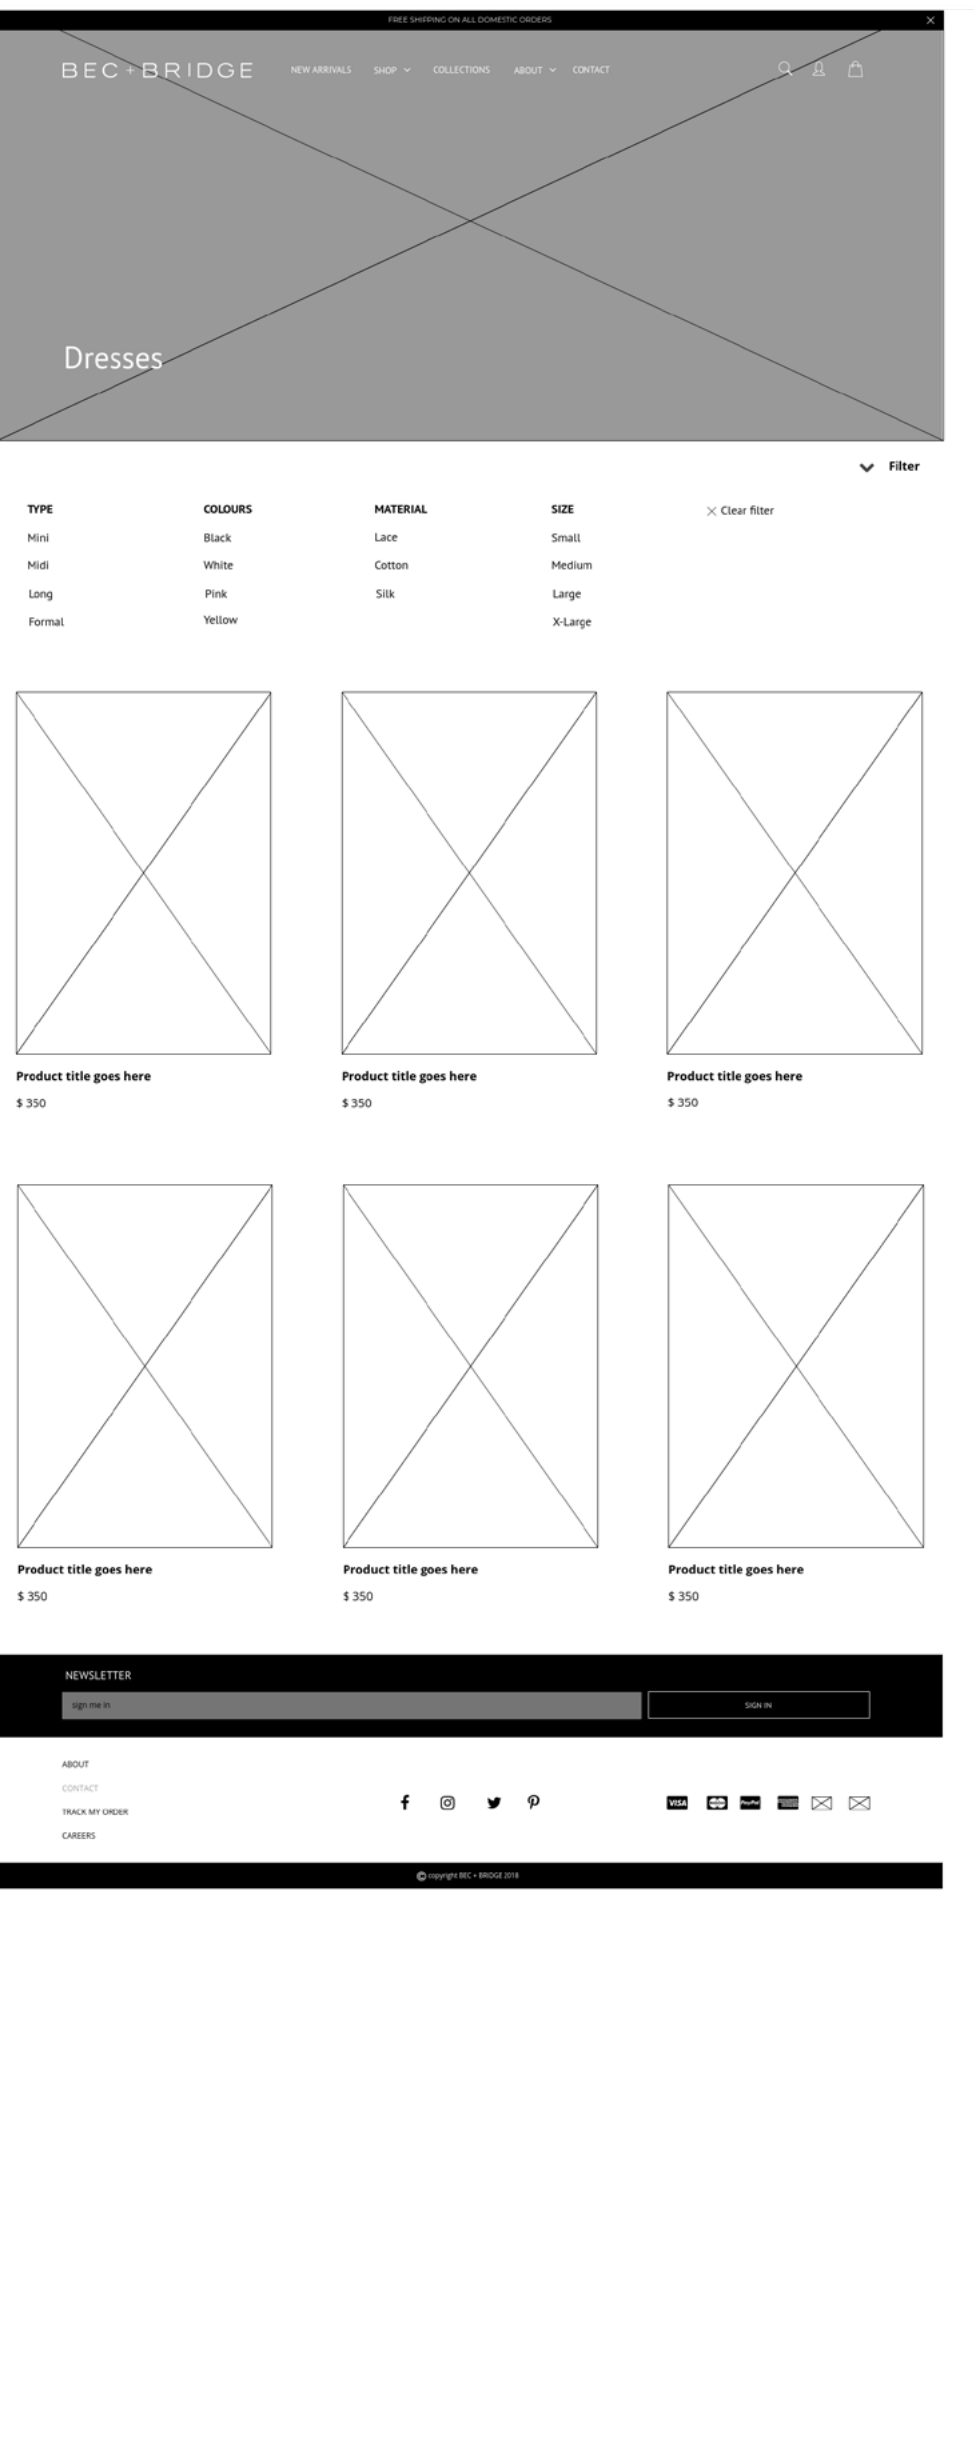 FREE SHIPPING ON ALL DOMESTIC ORDERS
BEC + BRIDGE NEW ARRIVALS SHOP COLLECTIONS ABOUT CONTACT
Dresses
Filter
TYPE COLOURS MATERIAL SIZE Clear filter
Mini Black Lace Small
Midi White Cotton Medium
Long Pink Silk Large
Formal Yellow X-Large
Product title goes here Product title goes here Product title goes here
$ 350 $ 350 $ 350
Product title goes here Product title goes here Product title goes here
$ 350 $ 350 $ 350
NEWSLETTER
sign me in SIGN IN
ABOUT
CONTACT
VISA PayPal
TRACK MY ORDER
CAREERS
© copyright BEC + BRIDGE 2018